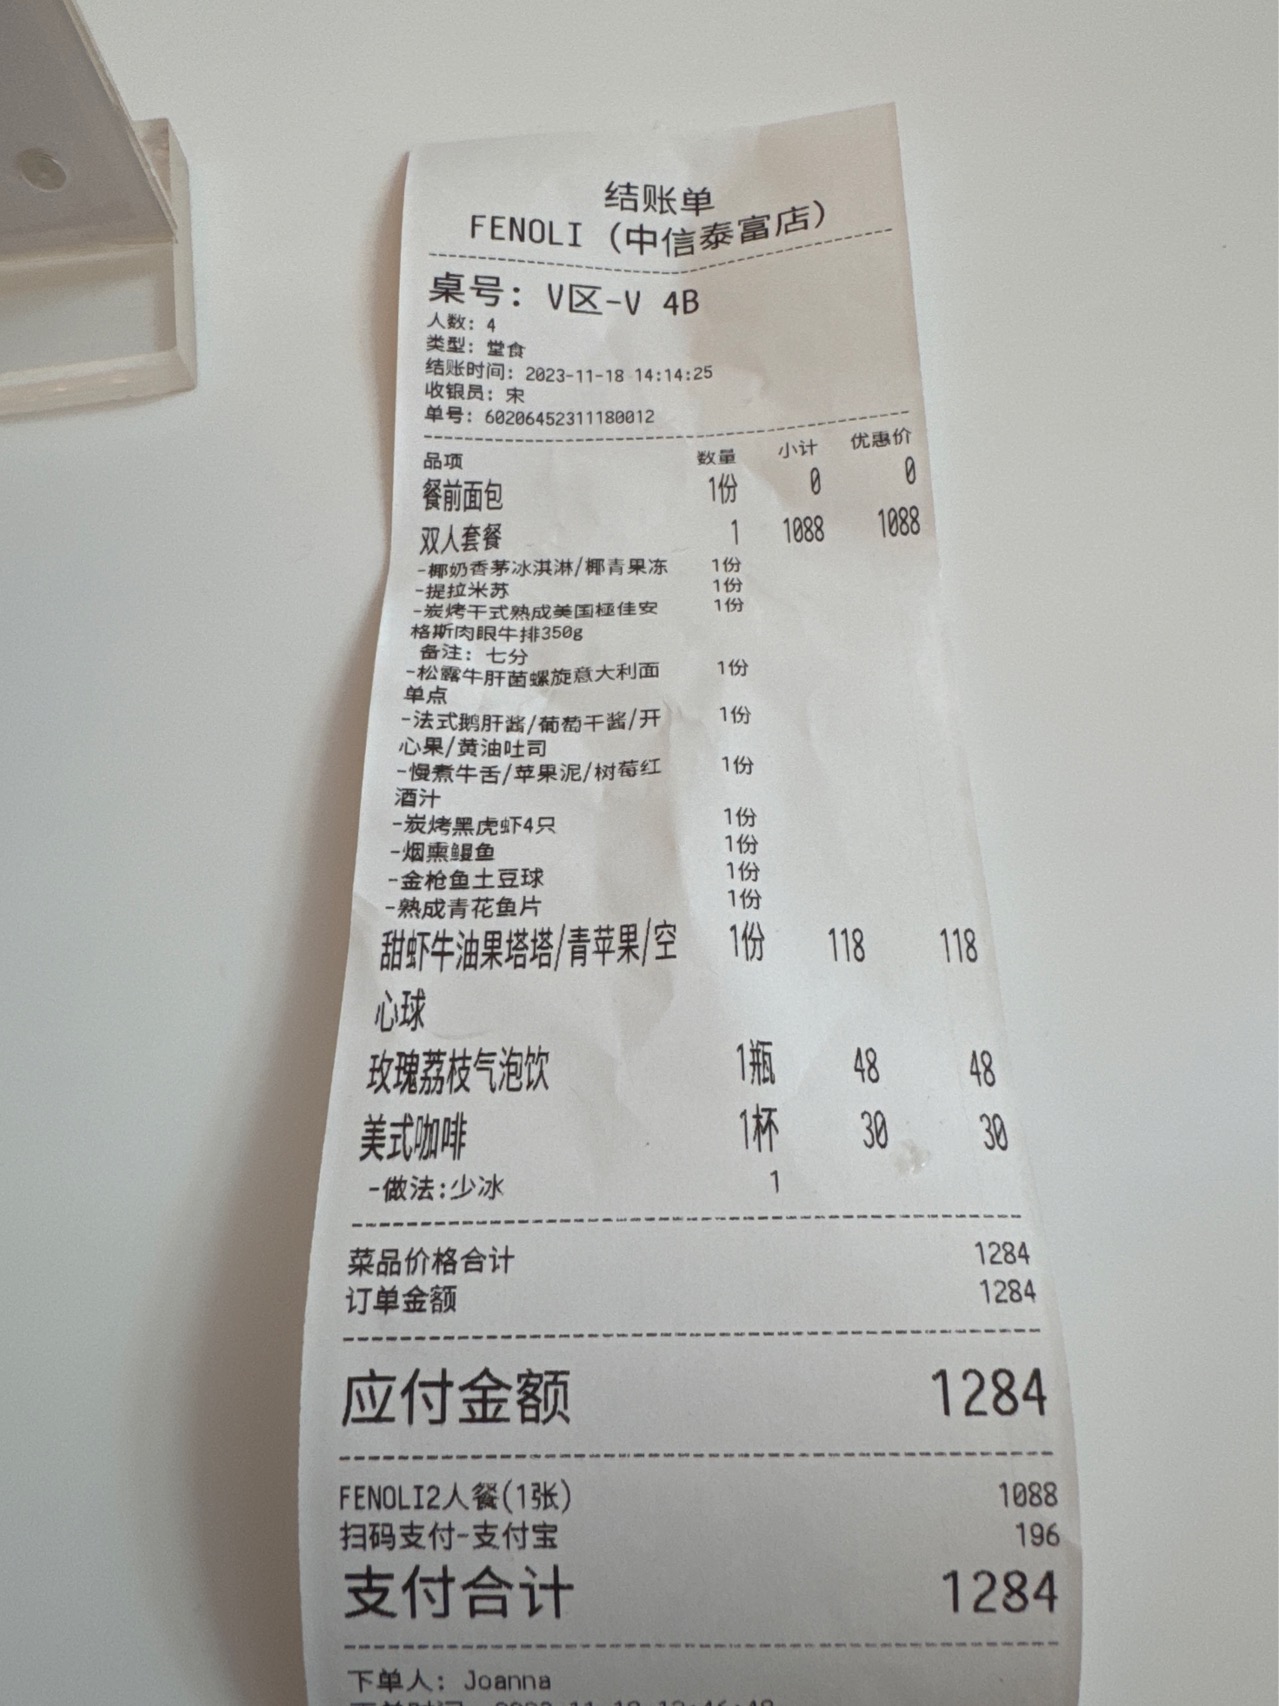 结账单
FENOLI（中信泰富店）
桌号：V区-V 4B
人数：4
类型：堂食
结账时间：2023-11-18 14:14:25
收银员：宋
单号：60206452311180012
品项 数量 小计 优惠价
餐前面包 1份 0 0
双人套餐 1 1088 1088
-椰奶香茅冰淇淋/椰青果冻 1份
-提拉米苏 1份
-炭烤干式熟成美国極佳安 1份
格斯肉眼牛排350g
备注：七分
-松露牛肝菌螺旋意大利面 1份
单点
-法式鹅肝酱/葡萄干酱/开 1份
心果/黄油吐司
-慢煮牛舌/苹果泥/树莓红 1份
酒汁
-炭烤黑虎虾4只 1份
-烟熏鳗鱼 1份
-金枪鱼土豆球 1份
-熟成青花鱼片 1份
甜虾牛油果塔塔/青苹果/空 1份 118 118
心球
玫瑰荔枝气泡饮 1瓶 48 48
美式咖啡 1杯 30 30
-做法:少冰 1
菜品价格合计 1284
订单金额 1284
应付金额 1284
FENOLI2人餐(1张) 1088
扫码支付-支付宝 196
支付合计 1284
下单人：Joanna